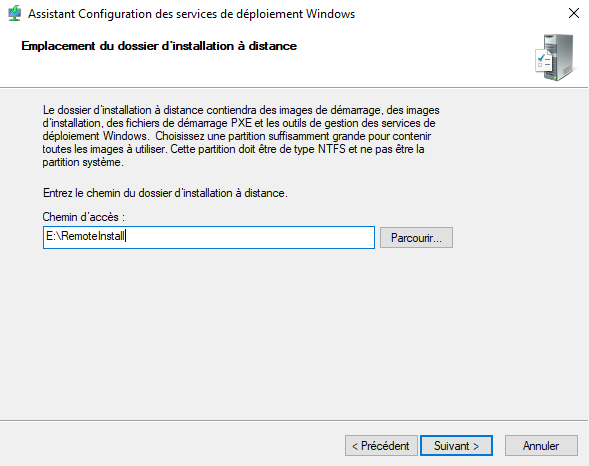 Assistant Configuration des services de déploiement Windows
Emplacement du dossier d'installation à distance
Le dossier d'installation à distance contiendra des images de démarrage, des images
d'installation, des fichiers de démarrage PXE et les outils de gestion des services de
déploiement Windows. Choisissez une partition suffisamment grande pour contenir
toutes les images à utiliser. Cette partition doit être de type NTFS et ne pas être la
partition système.
Entrez le chemin du dossier d'installation à distance.
Chemin d'accès :
E:\RemoteInstall
Parcourir...
< Précédent
Suivant >
Annuler